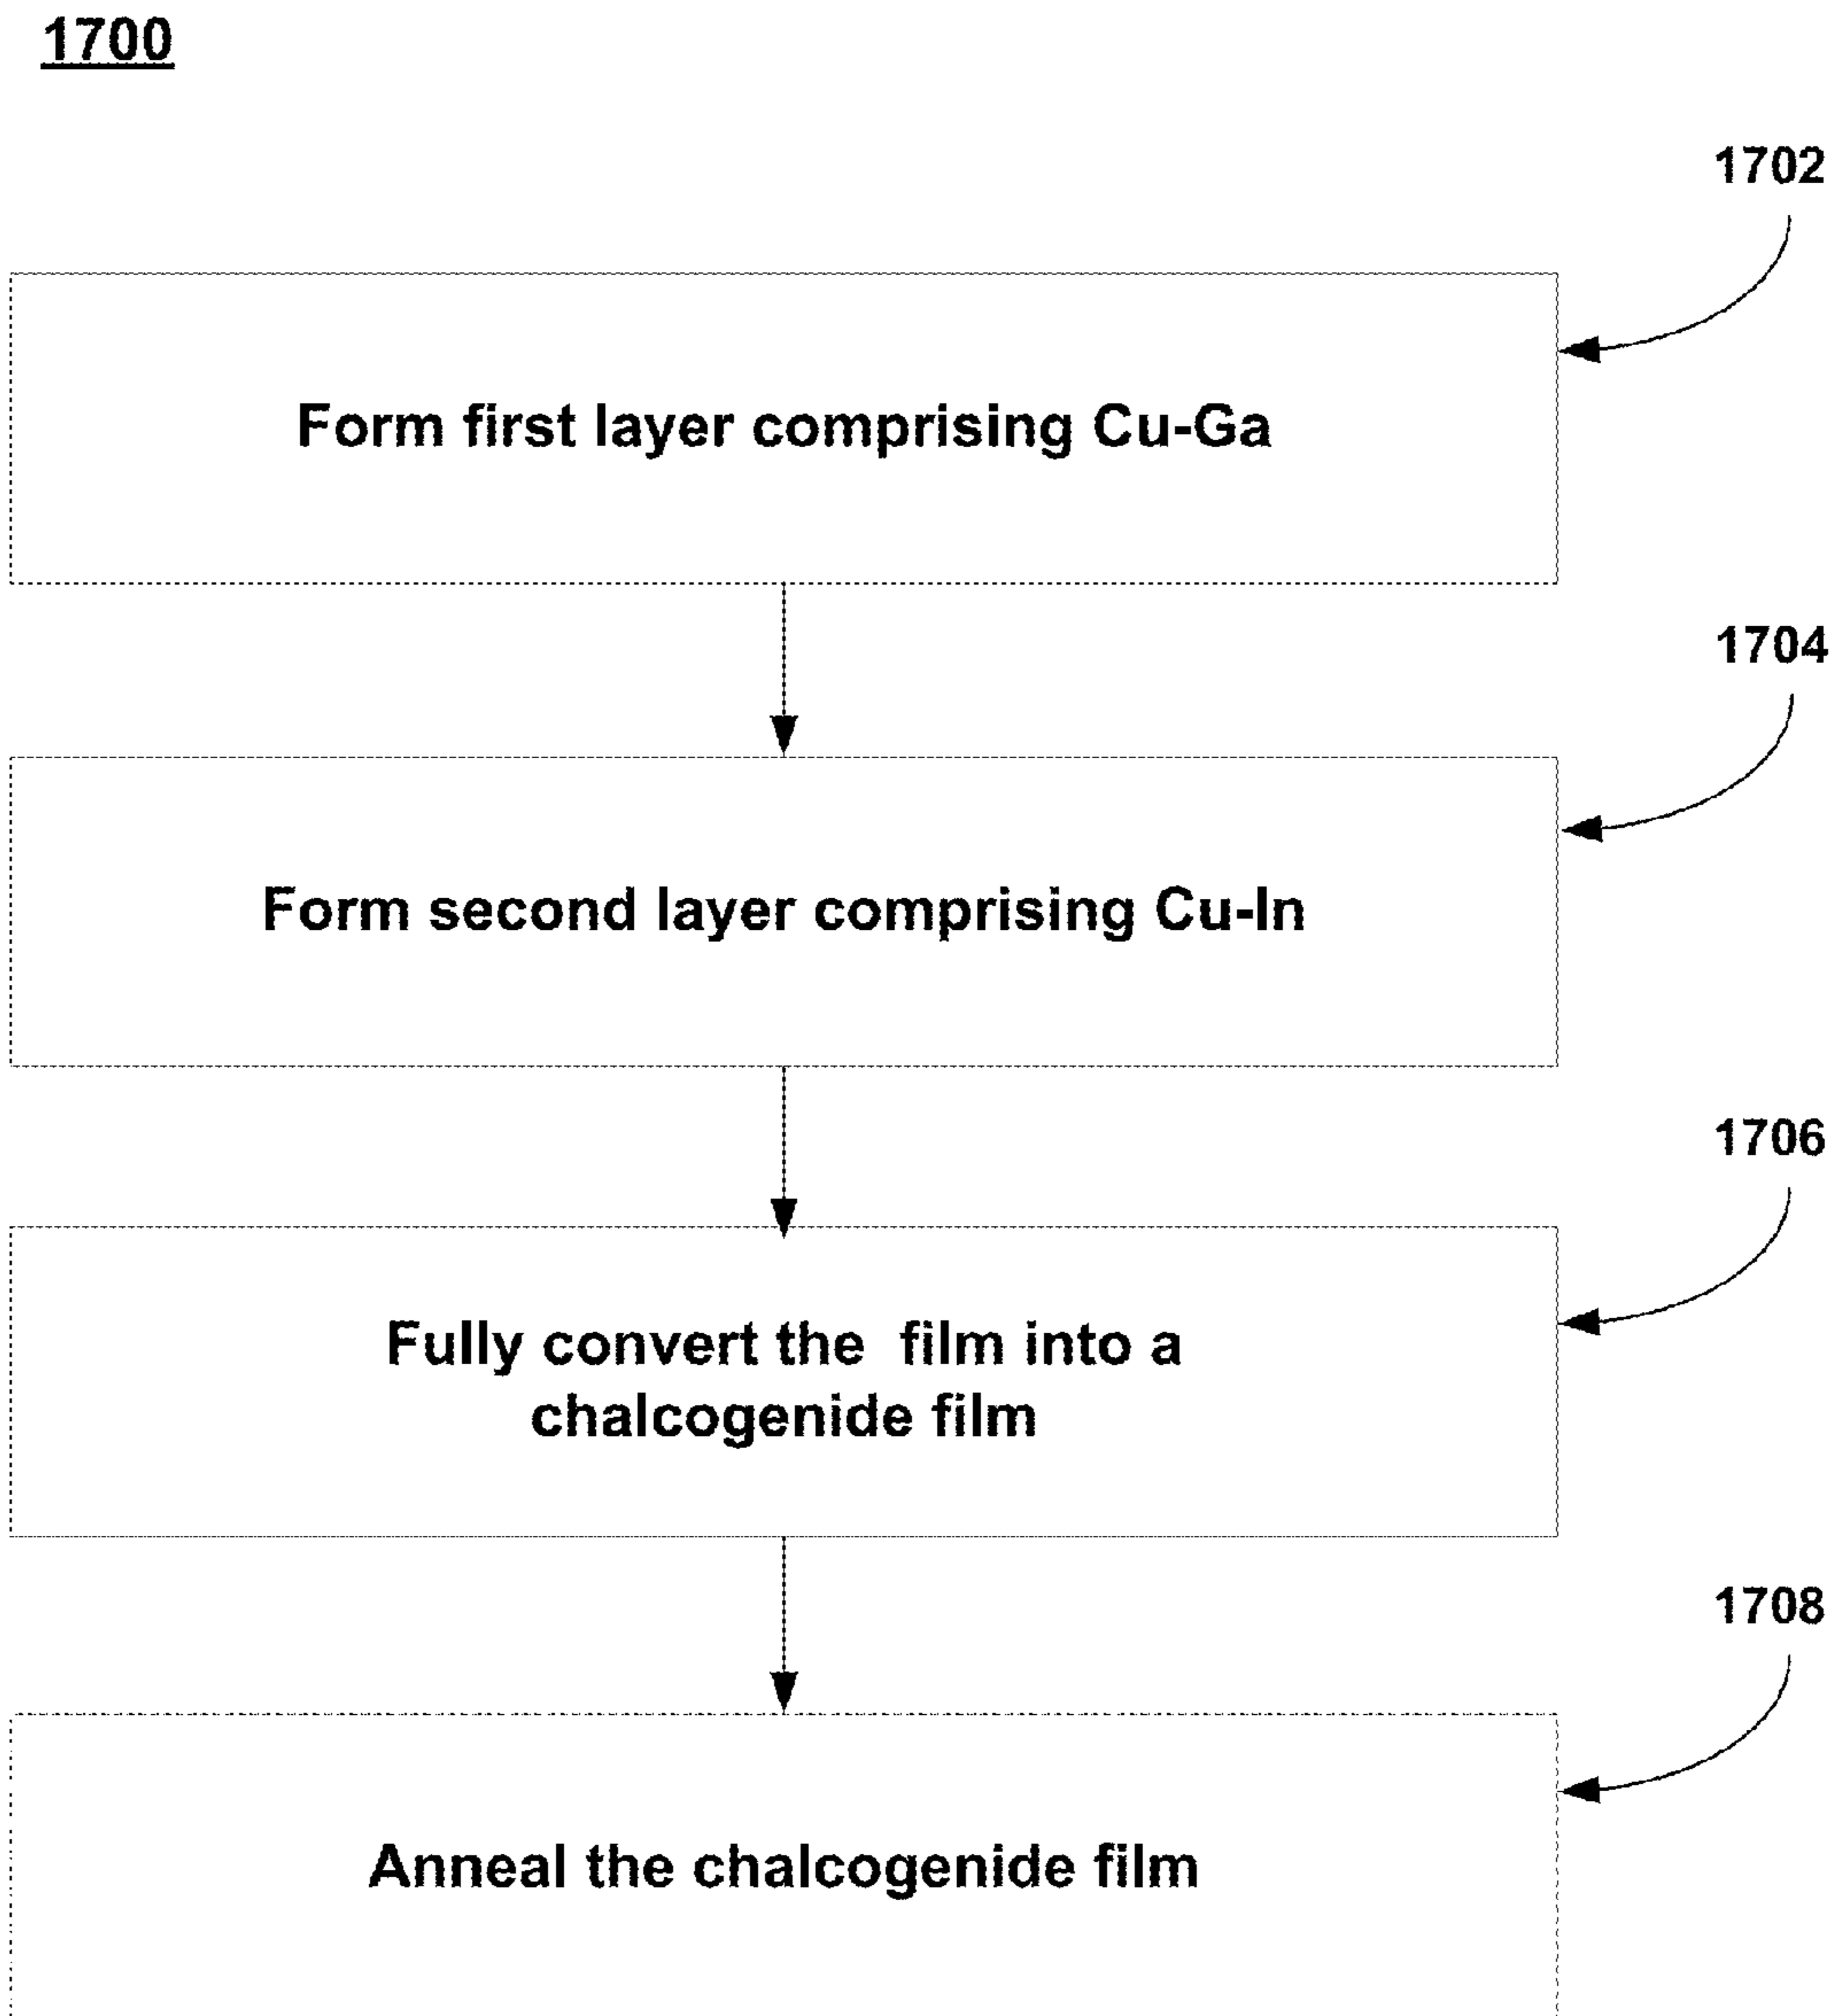 1700
1702
Form first layer comprising Cu-Ga
1704
Form second layer comprising Cu-In
1706
Fully convert the  film into a
chalcogenide film
1708
Anneal the chalcogenide film